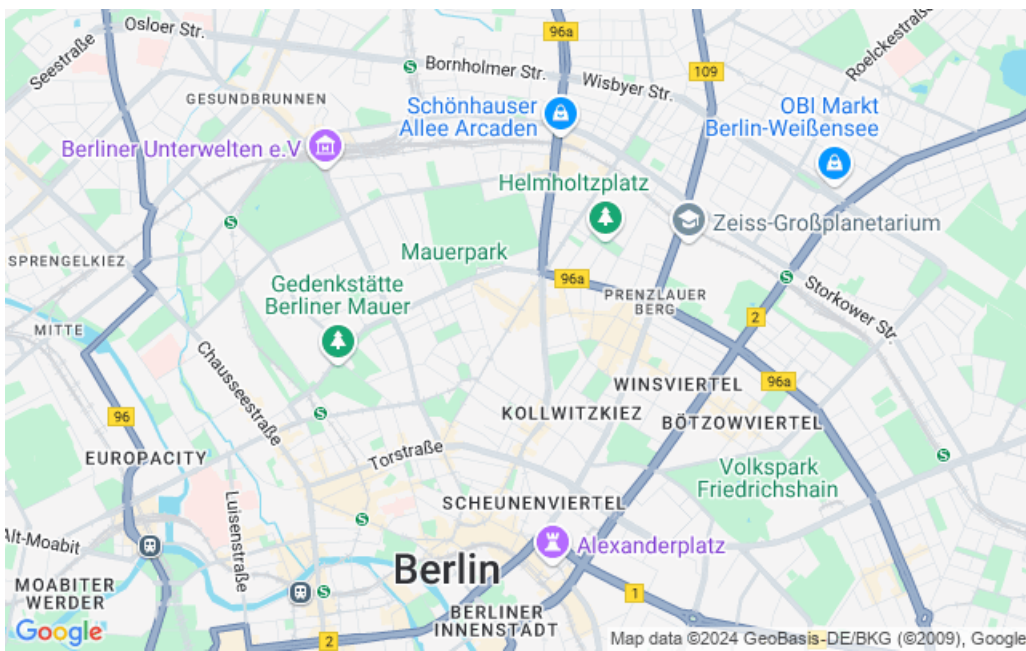 Osloer Str.
96a
Seestraße
Roelckestraße
Bornholmer Str.
109
Wisbyer Str.
S
GESUNDBRUNNEN
Schönhauser
Allee Arcaden
OBI Markt
Berlin-Weißensee
Berliner Unterwelten e.V
Helmholtzplatz
S
Zeiss-Großplanetarium
Mauerpark
SPRENGELKIEZ
Gedenkstätte
Berliner Mauer
96a
S
PRENZLAUER
BERG
Storkower Str.
MITTE
2
Chausseestraße
WINSVIERTEL
96a
96
S
KOLLWITZKIEZ
BÖTZOWVIERTEL
EUROPACITY
Torstraße
S
Volkspark
Friedrichshain
Luisenstraße
SCHEUNENVIERTEL
S
Alt-Moabit
Alexanderplatz
Berlin
MOABITER
WERDER
S
1
BERLINER
INNENSTADT
Google
2
Map data ©2024 GeoBasis-DE/BKG (©2009), Google